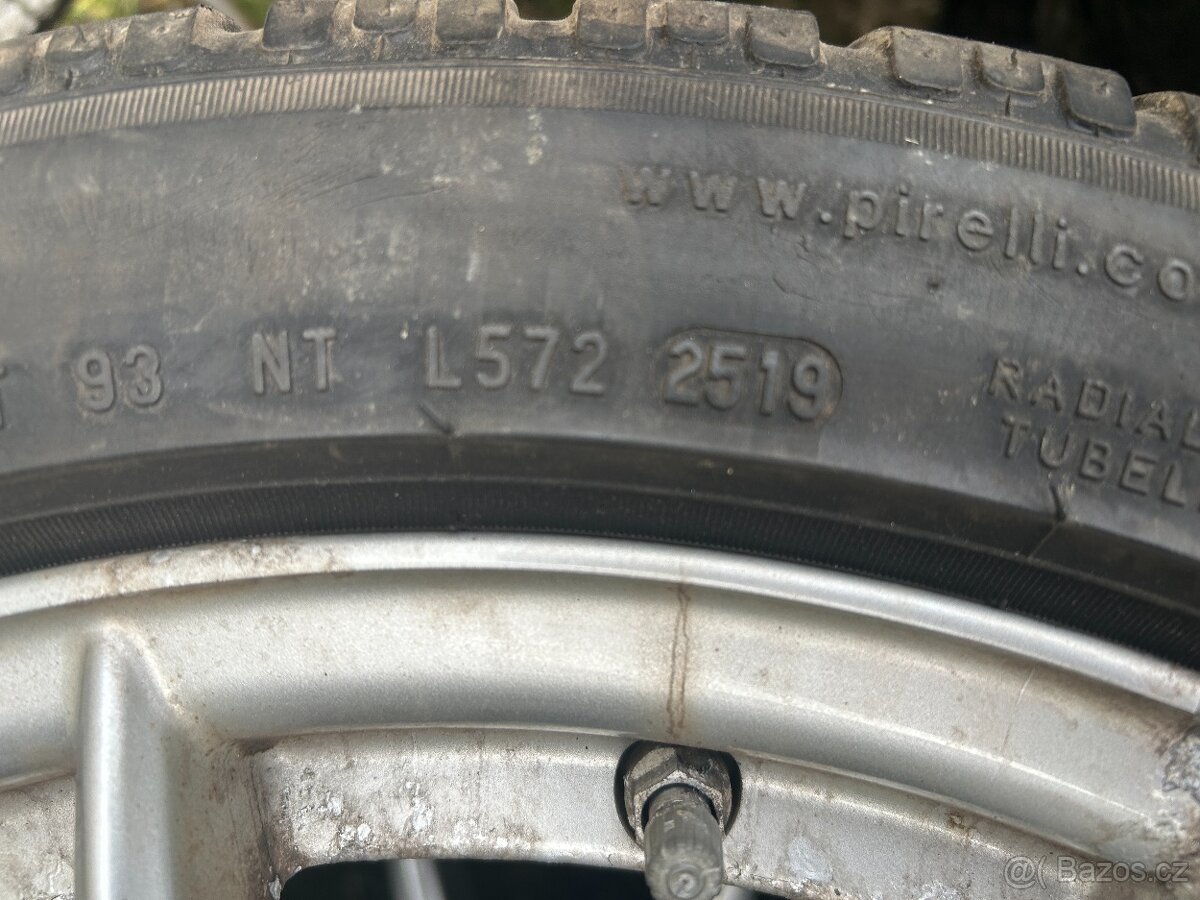 www.pirelli.co
93 NT L572 2519
RADIAL
TUBEL
@( Bazos.cz